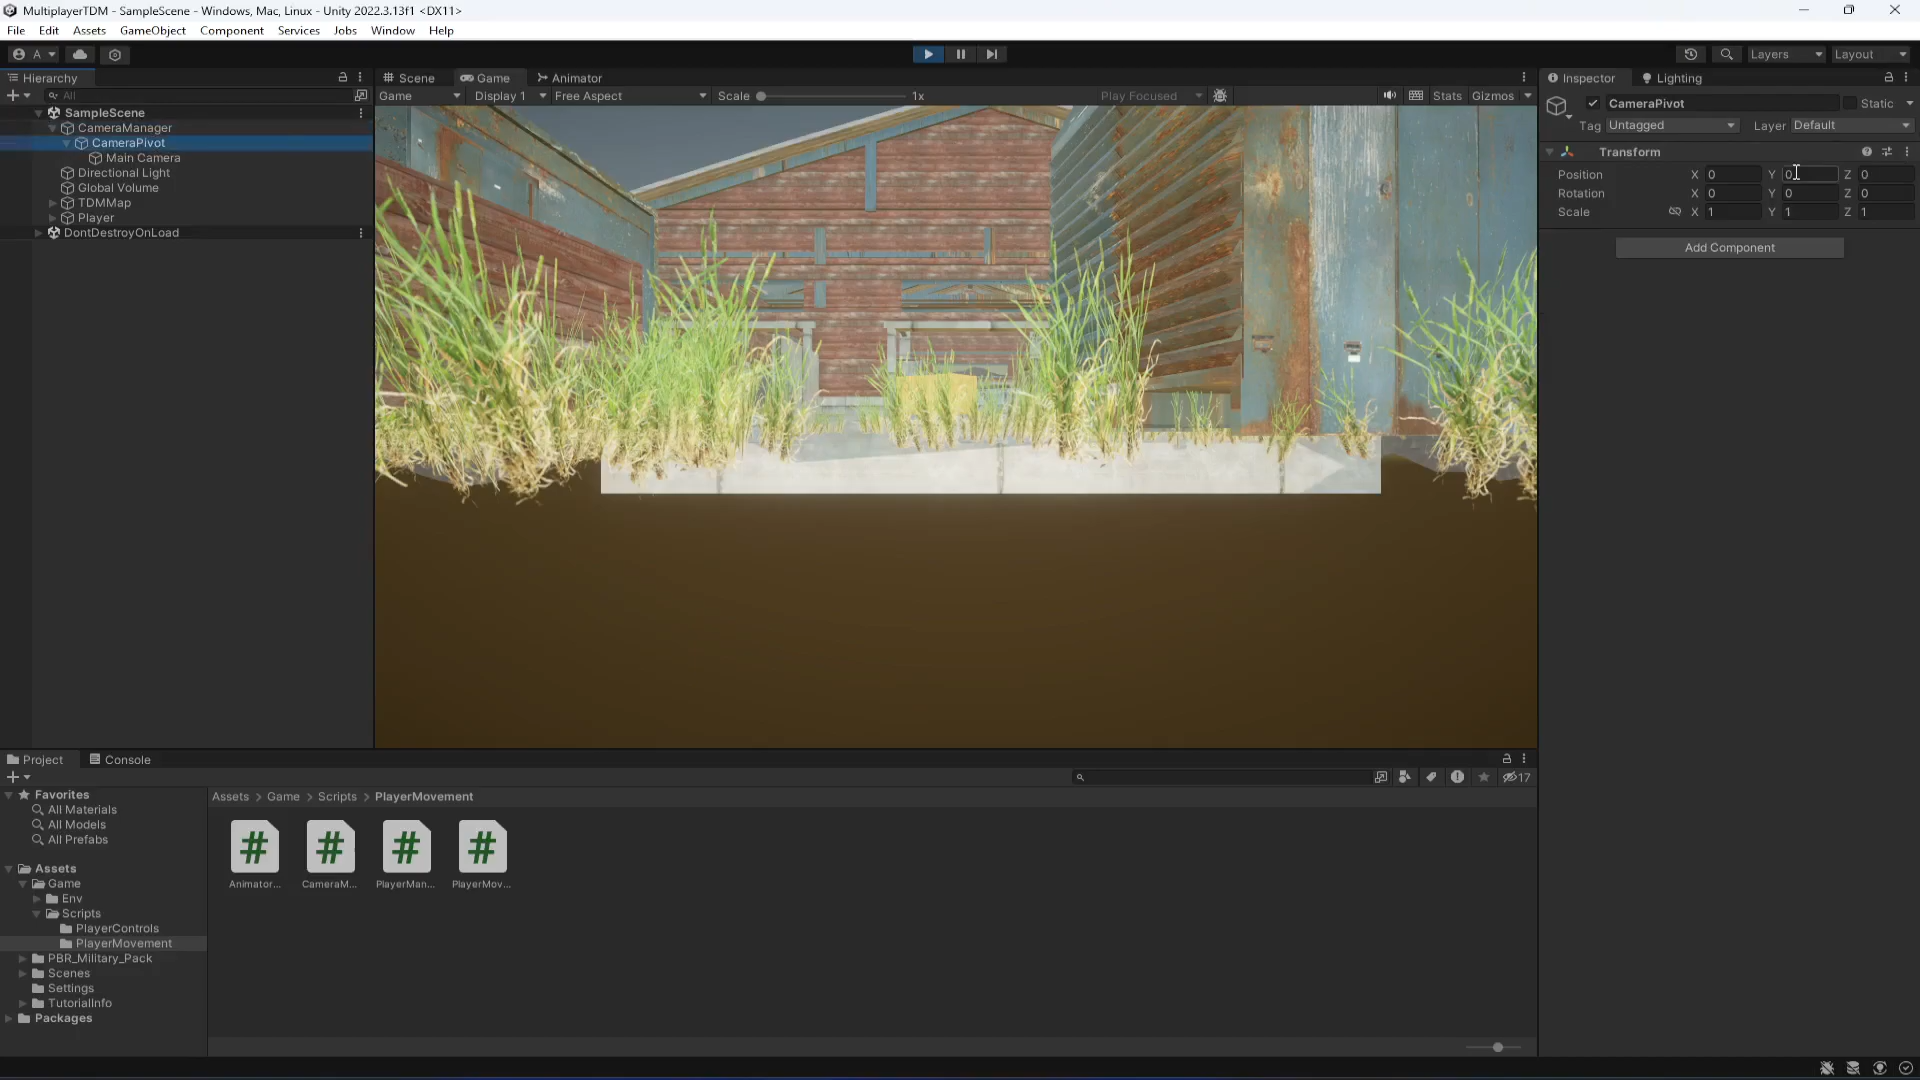 MultiplayerTDM - SampleScene - Windows, Mac, Linux - Unity 2022.3.13f1 <DX11>
File Edit Assets GameObject Component Services Jobs Window Help
A Layers Layout
Hierarchy
All
SampleScene
CameraManager
CameraPivot
Main Camera
Directional Light
Global Volume
TDMMap
Player
DontDestroyOnLoad
Scene Game Animator
Game Display 1 Free Aspect Scale 1x Play Focused Stats Gizmos
Inspector Lighting
CameraPivot Static
Tag Untagged Layer Default
Transform
Position X 0 Y 0 Z 0
Rotation X 0 Y 0 Z 0
Scale X 1 Y 1 Z 1
Add Component
Project Console
17
Favorites
All Materials
All Models
All Prefabs
Assets
Game
Env
Scripts
PlayerControls
PlayerMovement
PBR_Military_Pack
Scenes
Settings
TutorialInfo
Packages
Assets > Game > Scripts > PlayerMovement
Animator... CameraM... PlayerMan... PlayerMov...